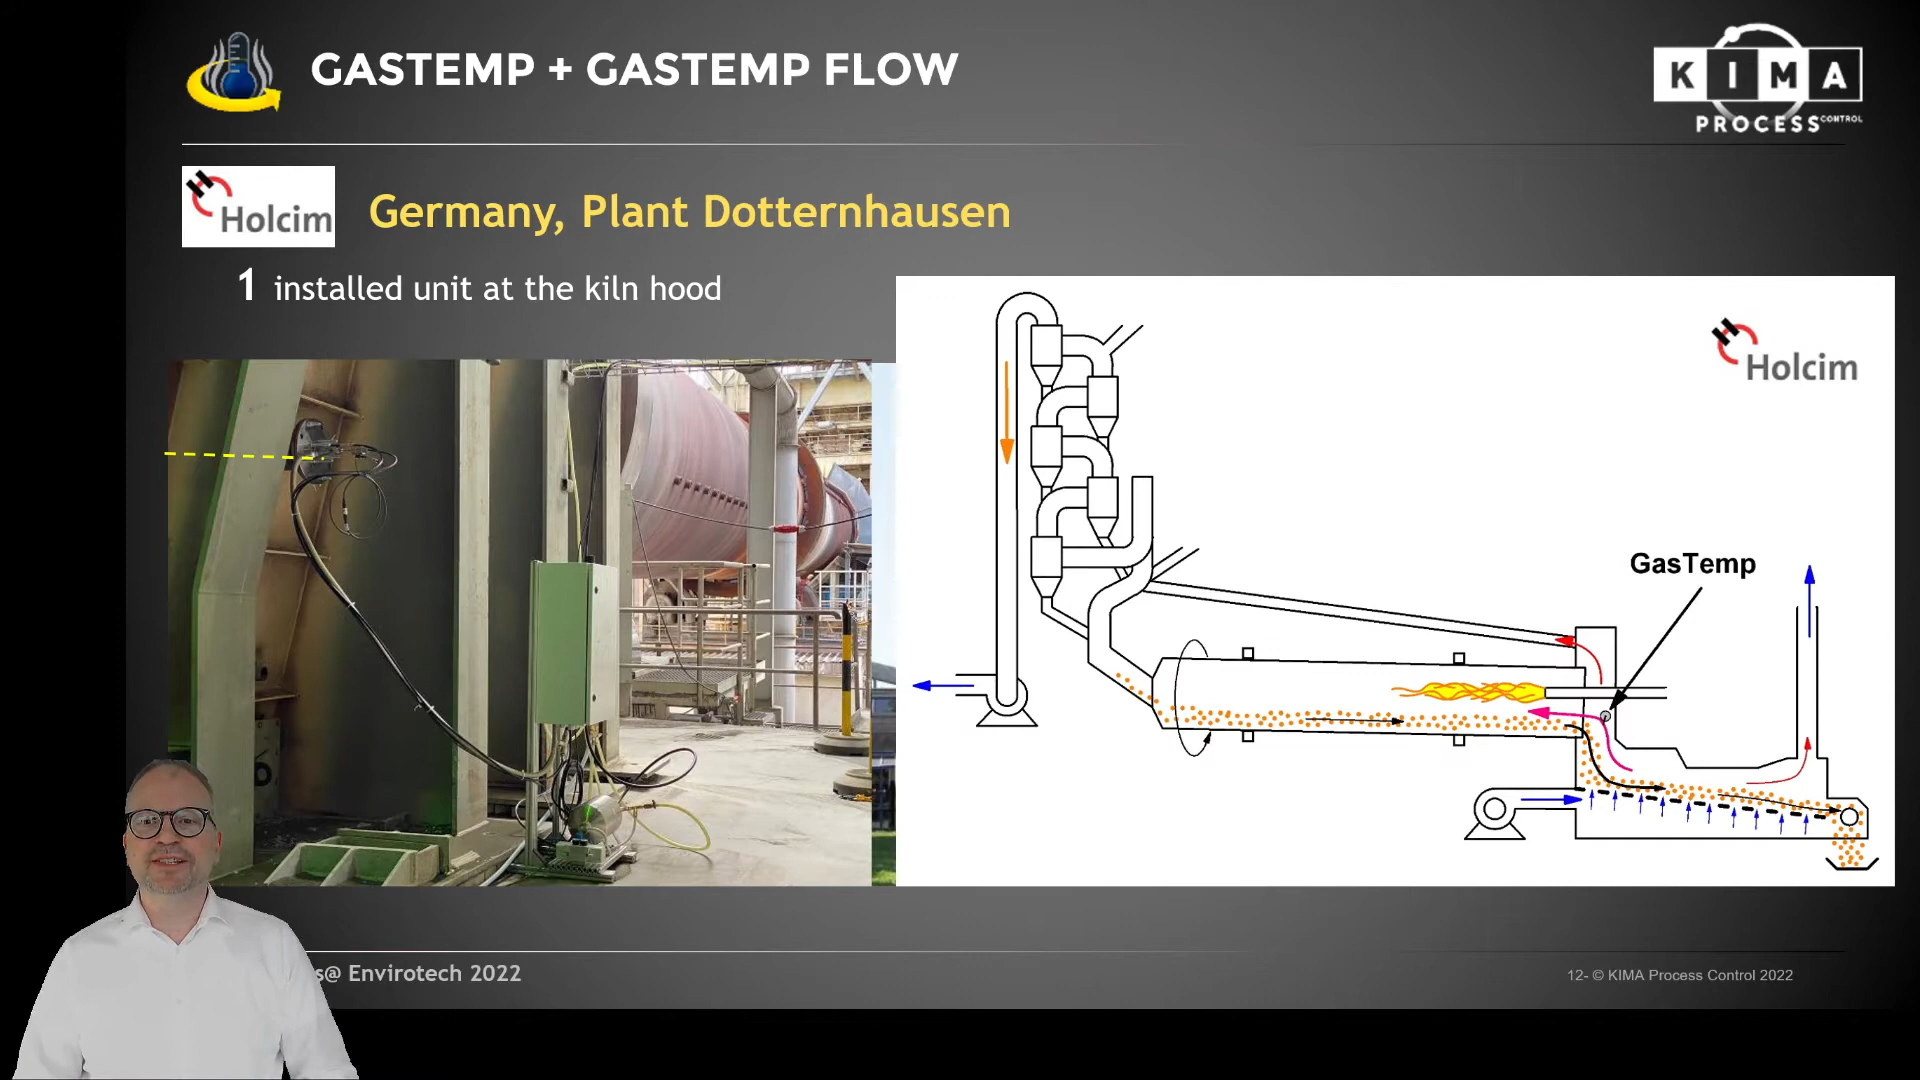 GASTEMP + GASTEMP FLOW
KIMA
PROCESS CONTROL
Holcim
Germany, Plant Dotternhausen
1 installed unit at the kiln hood
Holcim
GasTemp
s@ Envirotech 2022
12- © KIMA Process Control 2022